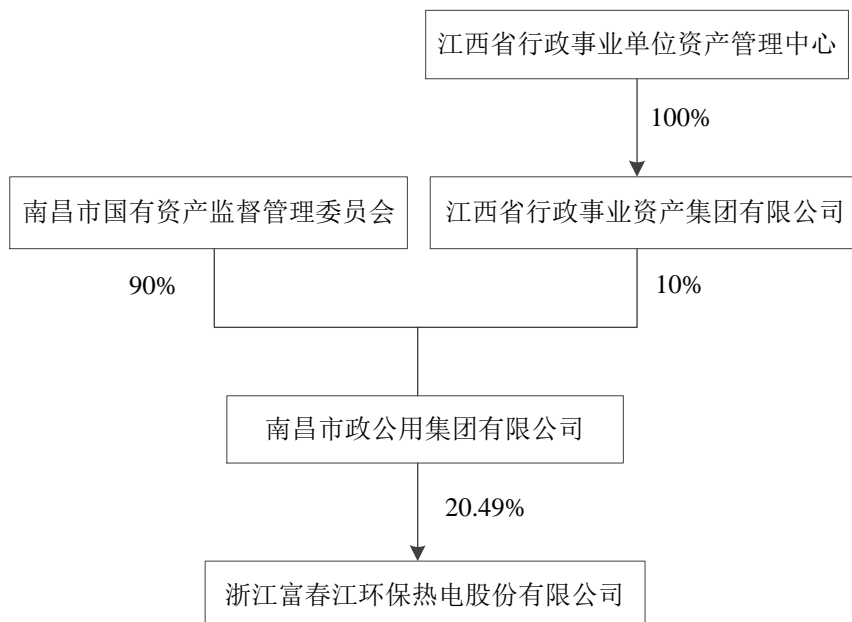 江西省行政事业单位资产管理中心
100%
南昌市国有资产监督管理委员会
江西省行政事业资产集团有限公司
90%
10%
南昌市政公用集团有限公司
20.49%
浙江富春江环保热电股份有限公司